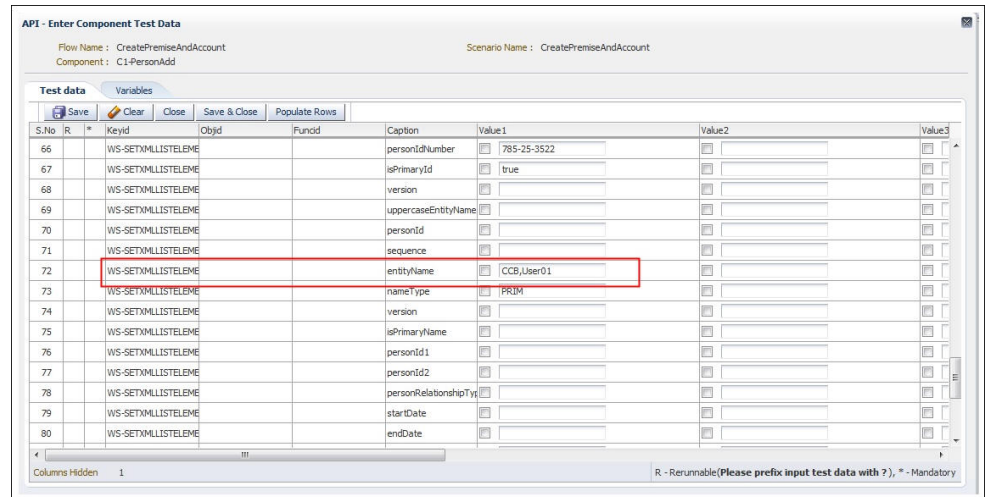 API - Enter Component Test Data
Flow Name : CreatePremiseAndAccount Scenario Name : CreatePremiseAndAccount
Component : C1-PersonAdd
Test data Variables
Save Clear Close Save & Close Populate Rows
S.No R * Keyid Objid Funcid Caption Value1 Value2 Value3
66 WS-SETXMLLISTELEME personIdNumber 785-25-3522
67 WS-SETXMLLISTELEME isPrimaryId true
68 WS-SETXMLLISTELEME version
69 WS-SETXMLLISTELEME uppercaseEntityName
70 WS-SETXMLLISTELEME personId
71 WS-SETXMLLISTELEME sequence
72 WS-SETXMLLISTELEME entityName CCB,User01
73 WS-SETXMLLISTELEME nameType PRIM
74 WS-SETXMLLISTELEME version
75 WS-SETXMLLISTELEME isPrimaryName
76 WS-SETXMLLISTELEME personId1
77 WS-SETXMLLISTELEME personId2
78 WS-SETXMLLISTELEME personRelationshipTyp
79 WS-SETXMLLISTELEME startDate
80 WS-SETXMLLISTELEME endDate
Columns Hidden 1 R - Rerunnable(Please prefix input test data with ? ), * - Mandatory